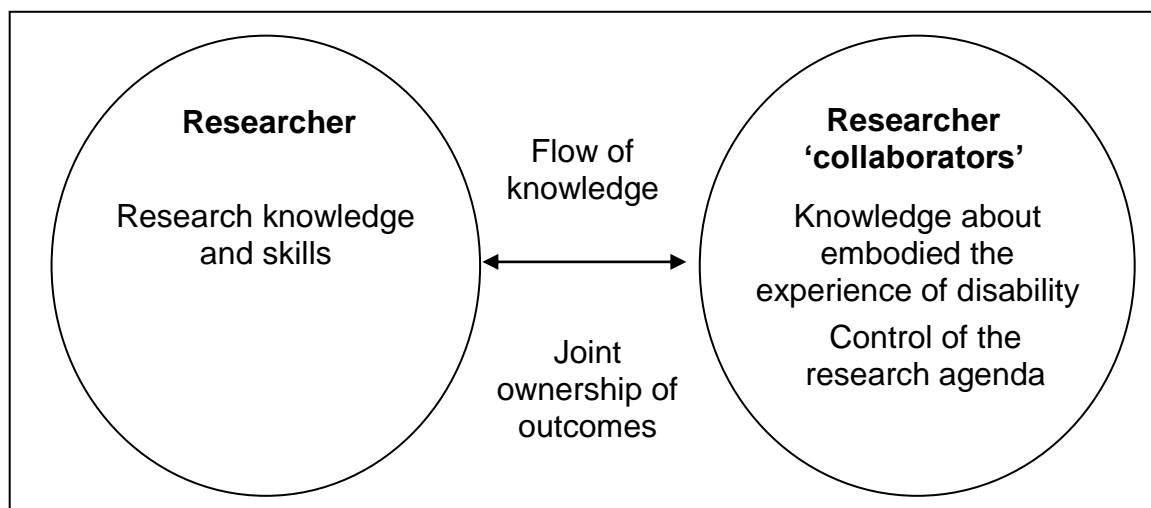 Researcher
Research knowledge
and skills
Flow of
knowledge
Joint
ownership of
outcomes
Researcher
‘collaborators’
Knowledge about
embodied the
experience of disability
Control of the
research agenda